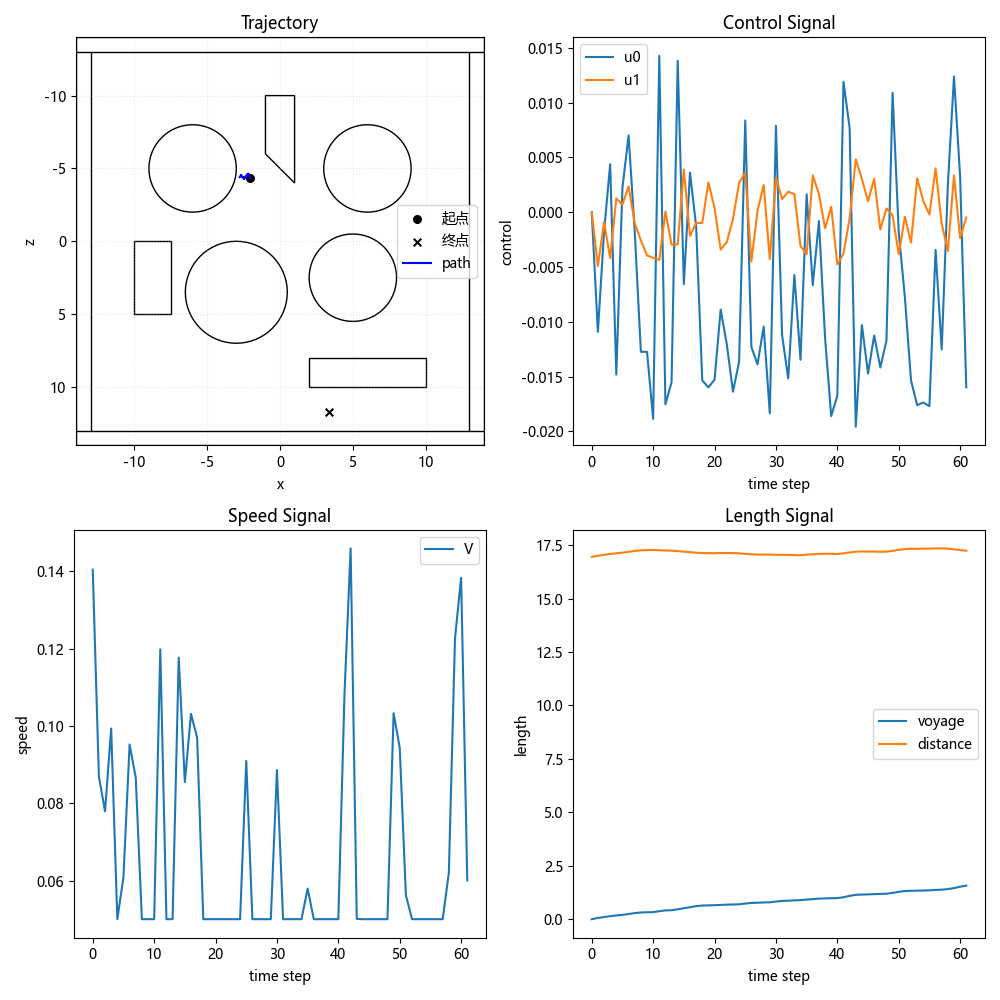 Trajectory
-10
-5
0
5
10
z
-10
-5
0
5
10
x
起点
终点
path
Control Signal
0.015
0.010
0.005
0.000
-0.005
-0.010
-0.015
-0.020
control
0
10
20
30
40
50
60
time step
u0
u1
Speed Signal
0.14
0.12
0.10
0.08
0.06
speed
0
10
20
30
40
50
60
time step
V
Length Signal
17.5
15.0
12.5
10.0
7.5
5.0
2.5
0.0
length
0
10
20
30
40
50
60
time step
voyage
distance